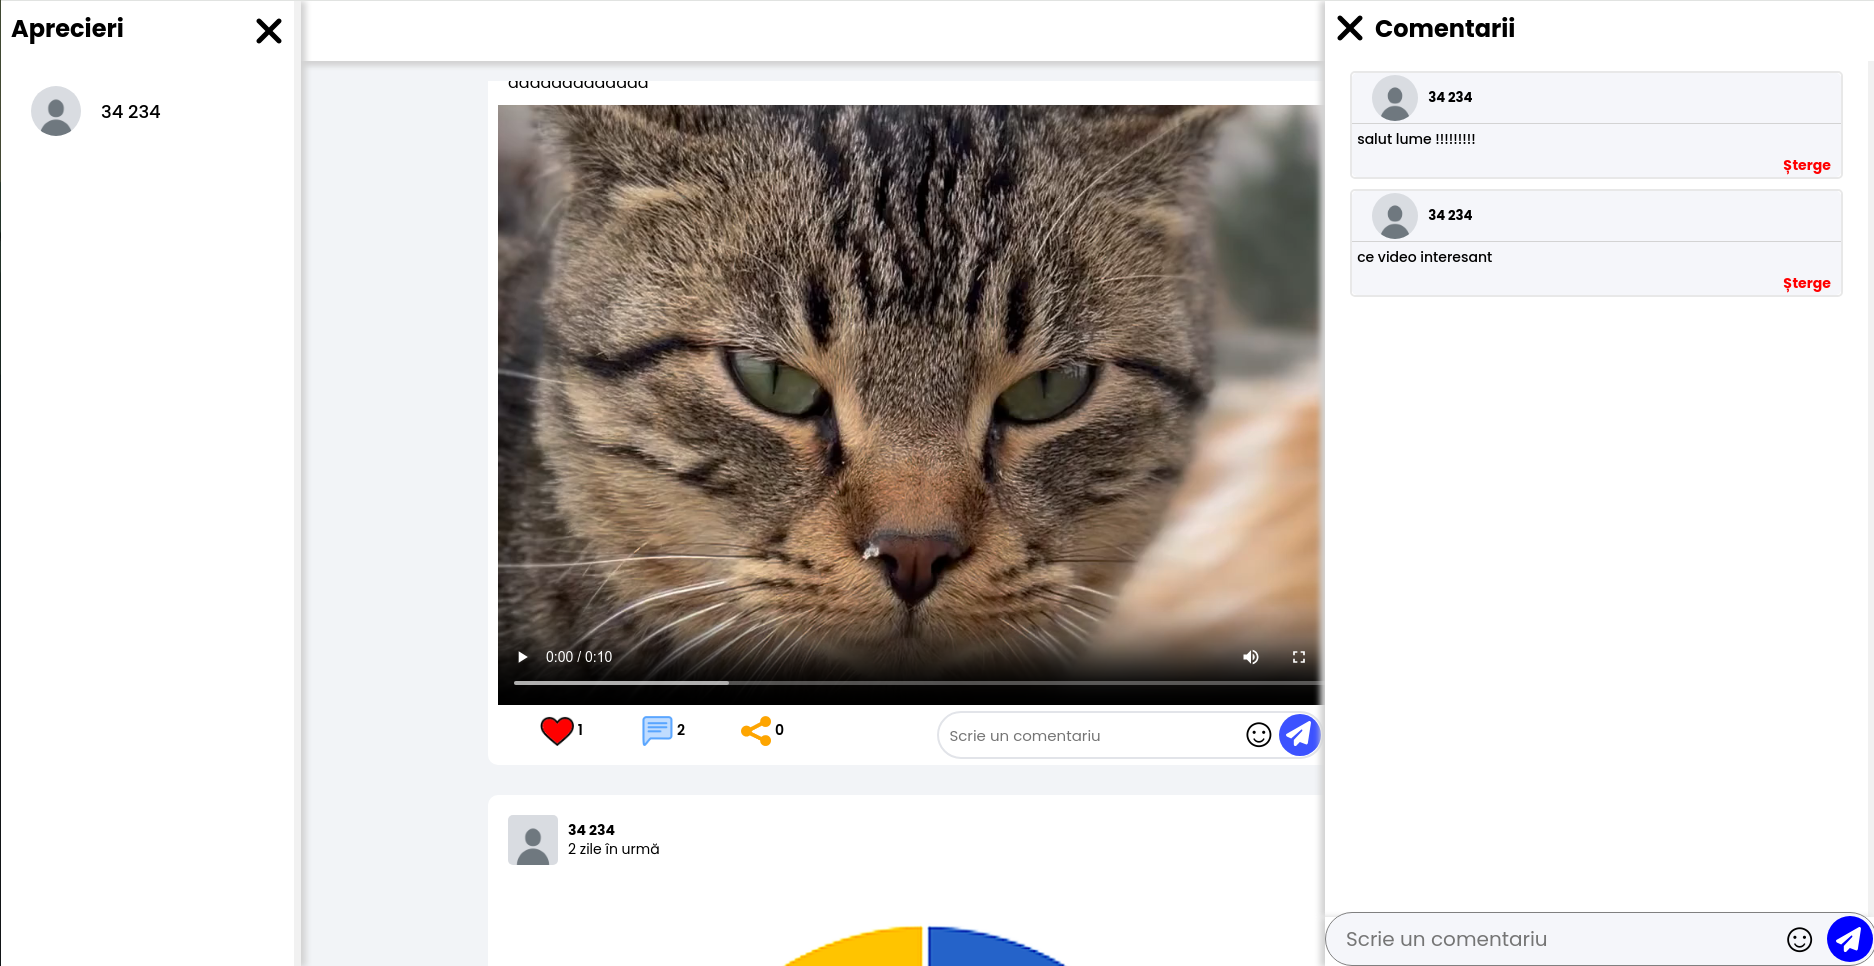 Aprecieri
34 234
0:00 / 0:10
1
2
0
Scrie un comentariu
34 234
2 zile în urmă
Comentarii
34 234
salut lume !!!!!!!!!
Șterge
34 234
ce video interesant
Șterge
Scrie un comentariu